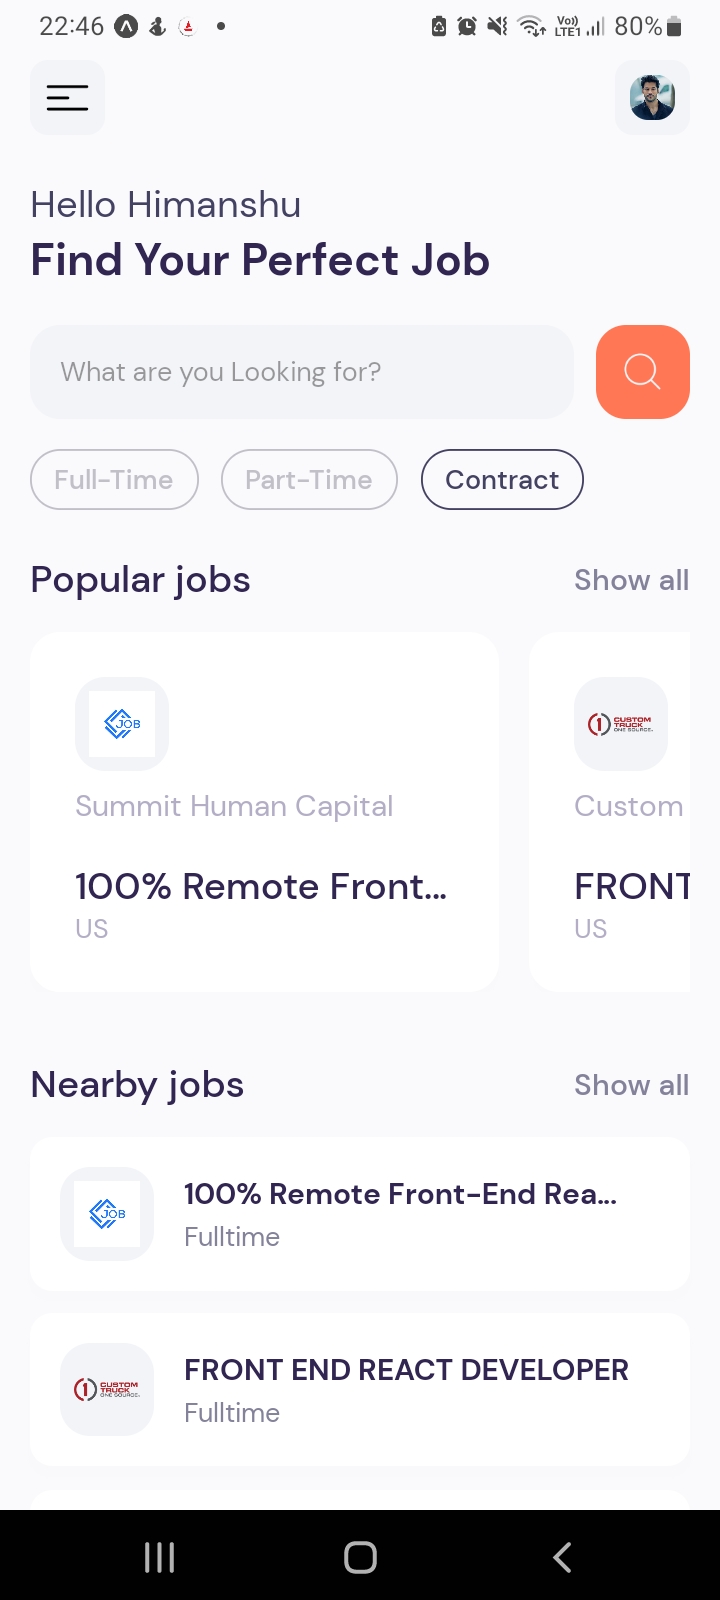 22:46 Vo)) LTE1 80%
Hello Himanshu
Find Your Perfect Job
What are you Looking for?
Full-Time Part-Time Contract
Popular jobs Show all
JOB CUSTOM
TRUCK
ONE SOURCE
Summit Human Capital Custom
100% Remote Front... FRONT
US US
Nearby jobs Show all
JOB
100% Remote Front-End Rea...
Fulltime
CUSTOM
TRUCK
ONE SOURCE
FRONT END REACT DEVELOPER
Fulltime